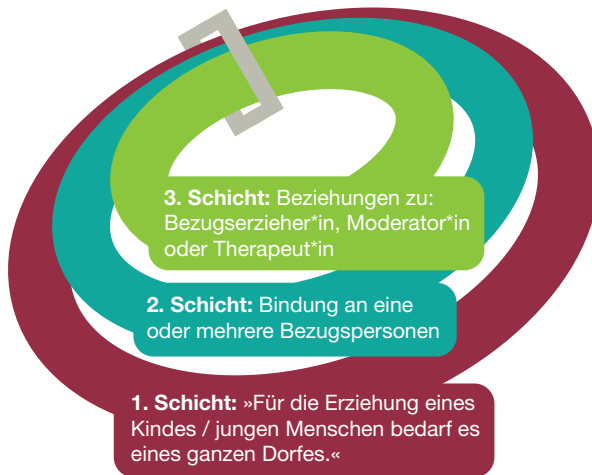 3. Schicht: Beziehungen zu:
Bezugserzieher*in, Moderator*in
oder Therapeut*in
2. Schicht: Bindung an eine
oder mehrere Bezugspersonen
1. Schicht: »Für die Erziehung eines
Kindes / jungen Menschen bedarf es
eines ganzen Dorfes.«